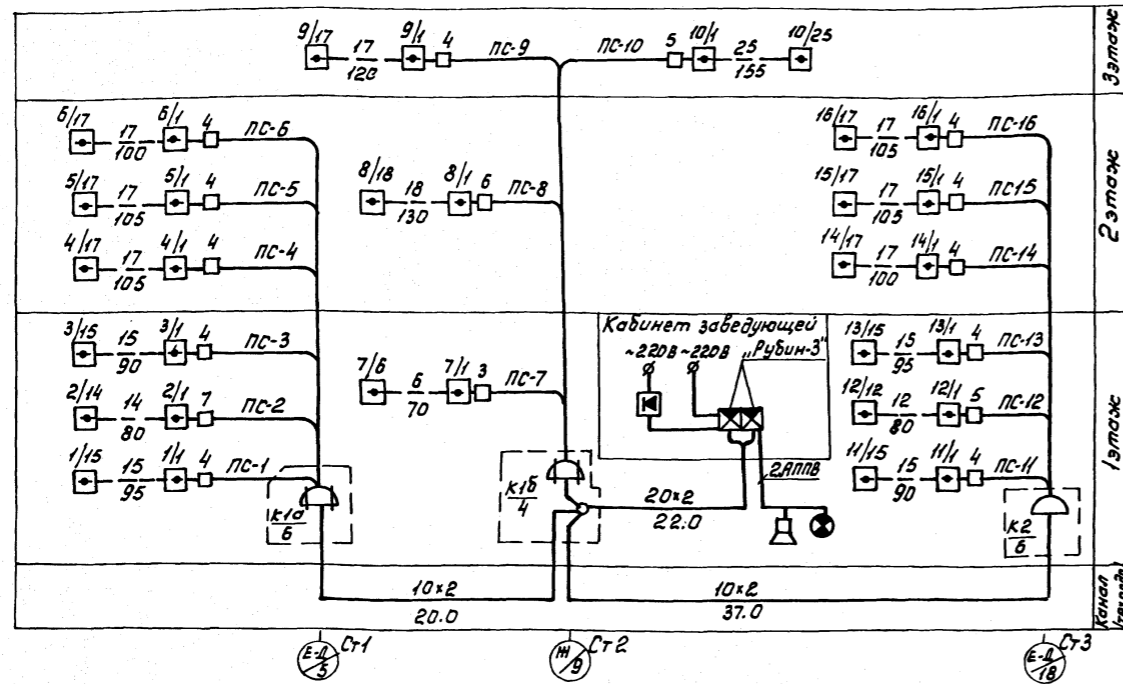 9/17 17/120 9/1 4 ПС-9 ПС-10 5 10/1 25/155 10/25
3 этаж
6/17 17/100 6/1 4 ПС-6
16/17 17/105 16/1 4 ПС-16
5/17 17/105 5/1 4 ПС-5
8/18 18/130 8/1 6 ПС-8
15/17 17/105 15/1 4 ПС15
4/17 17/105 4/1 4 ПС-4
14/17 17/100 14/1 4 ПС-14
2 этаж
Кабинет заведующей
~220В ~220В „Рубин-3"
3/15 15/90 3/1 4 ПС-3
13/15 15/95 13/1 4 ПС-13
7/6 6/70 7/1 3 ПС-7
2/14 14/80 2/1 7 ПС-2
12/12 12/80 12/1 5 ПС-12
1/15 15/95 1/1 4 ПС-1
11/15 15/90 11/1 4 ПС-11
1 этаж
2АППВ
к1а/6
к1б/4
20×2
22.0
к2/6
10×2
20.0
10×2
37.0
Канал
Е-Д/5 Ст1
Ж/9 Ст2
Е-Д/18 Ст3